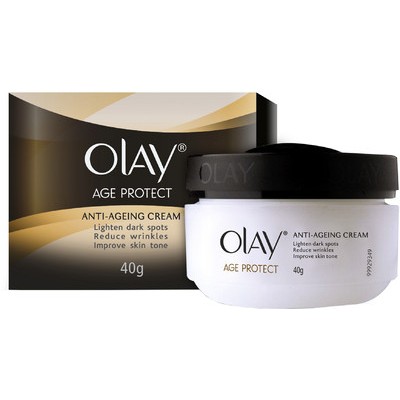 OLAY®
AGE PROTECT
ANTI-AGEING CREAM
Lighten dark spots
Reduce wrinkles
Improve skin tone
40g
OLAY®
AGE PROTECT
ANTI-AGEING CREAM
Lighten dark spots
Reduce wrinkles
Improve skin tone
40g
99929349